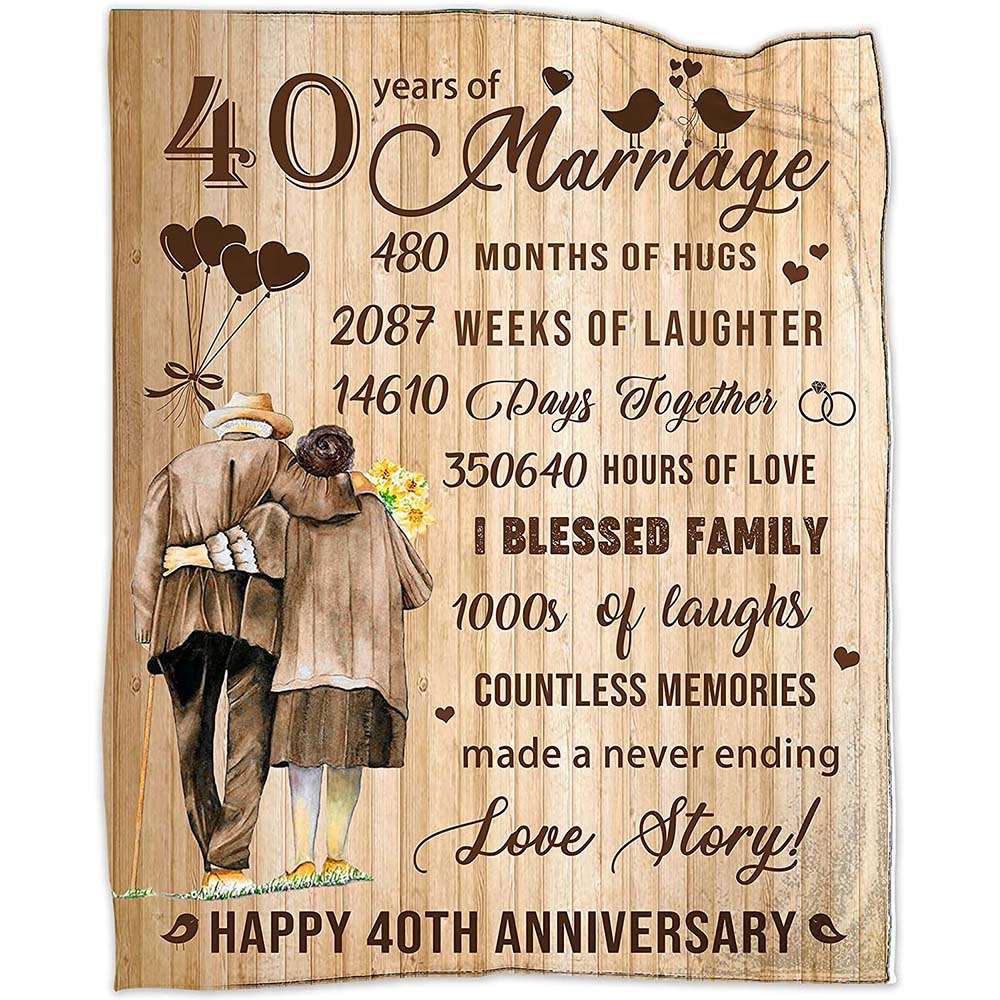 40 years of Marriage
480 MONTHS OF HUGS
2087 WEEKS OF LAUGHTER
14610 Days Together
350640 HOURS OF LOVE
1 BLESSED FAMILY
1000s of laughs
COUNTLESS MEMORIES
made a never ending
Love Story!
HAPPY 40TH ANNIVERSARY